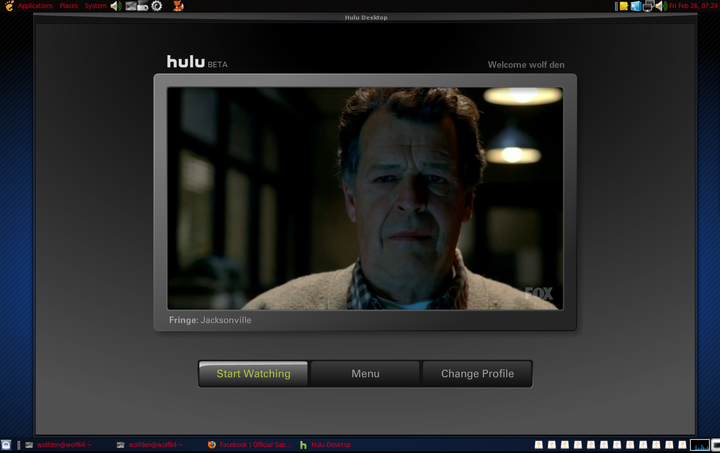 Applications Places System
Fri Feb 26, 07:24
Hulu Desktop
hulu BETA
Welcome wolf den
FOX
Fringe: Jacksonville
Start Watching
Menu
Change Profile
wolfden@wolf64:~
wolfden@wolf64:~
Facebook | Official Sab...
Hulu Desktop